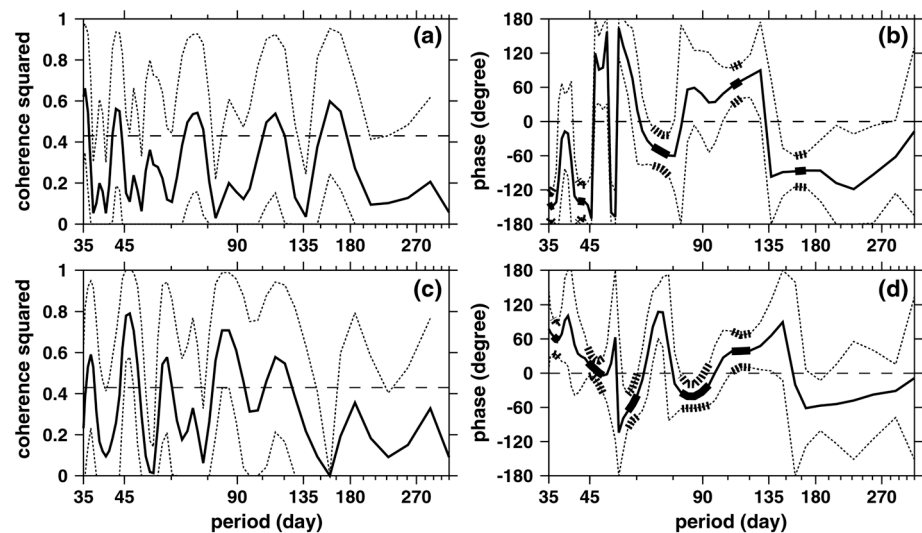 (a)
coherence squared
1
0.8
0.6
0.4
0.2
0
35 45 90 135 180 270
(b)
phase (degree)
180
120
60
0
-60
-120
-180
35 45 90 135 180 270
(c)
coherence squared
1
0.8
0.6
0.4
0.2
0
35 45 90 135 180 270
period (day)
(d)
phase (degree)
180
120
60
0
-60
-120
-180
35 45 90 135 180 270
period (day)